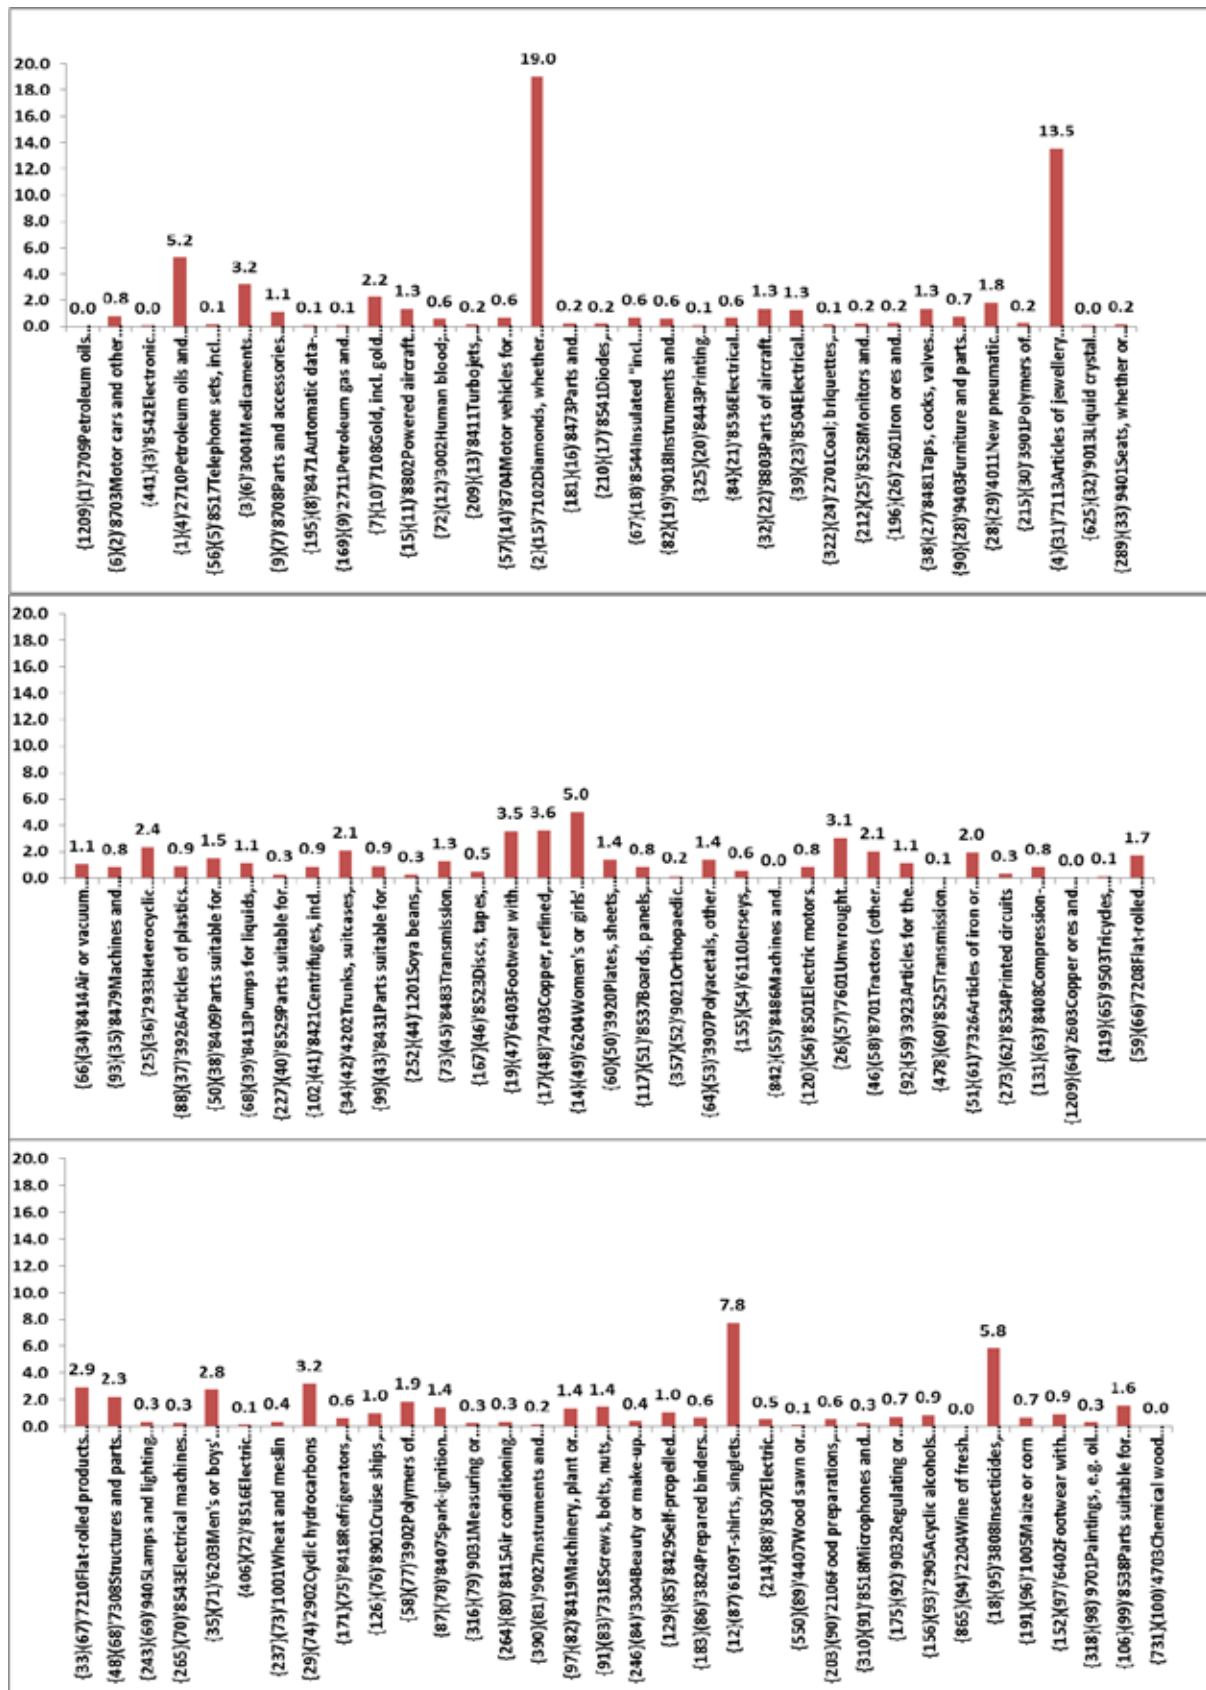 20.0
18.0
16.0
14.0
12.0
10.0
8.0
6.0
4.0
2.0
0.0
0.0 0.8 0.0 5.2 0.1 3.2 1.1 0.1 0.1 2.2 1.3 0.6 0.2 0.6 19.0 0.2 0.2 0.6 0.6 0.1 0.6 1.3 1.3 0.1 0.2 0.2 1.3 0.7 1.8 0.2 13.5 0.0 0.2
{1209}(1)'2709Petroleum oils...
{6}(2)'8703Motor cars and other...
{441}(3)'8542Electronic...
{1}(4)'2710Petroleum oils and...
{56}(5)'8517Telephone sets, incl...
{3}(6)'3004Medicaments...
{9}(7)'8708Parts and accessories...
{195}(8)'8471Automatic data-...
{169}(9)'2711Petroleum gas and...
{7}(10)'7108Gold, incl. gold...
{15}(11)'8802Powered aircraft...
{72}(12)'3002Human blood;...
{209}(13)'8411Turbojets,...
{57}(14)'8704Motor vehicles for...
{2}(15)'7102Diamonds, whether...
{181}(16)'8473Parts and...
{210}(17)'8541Diodes,...
{67}(18)'8544Insulated "incl...
{82}(19)'9018Instruments and...
{325}(20)'8443Printing...
{84}(21)'8536Electrical...
{32}(22)'8803Parts of aircraft...
{39}(23)'8504Electrical...
{322}(24)'2701Coal; briquettes,...
{212}(25)'8528Monitors and...
{196}(26)'2601Iron ores and...
{38}(27)'8481Taps, cocks, valves...
{90}(28)'9403Furniture and parts...
{28}(29)'4011New pneumatic...
{215}(30)'3901Polymers of...
{4}(31)'7113Articles of jewellery...
{625}(32)'9013Liquid crystal...
{289}(33)'9401Seats, whether or...
20.0
18.0
16.0
14.0
12.0
10.0
8.0
6.0
4.0
2.0
0.0
1.1 0.8 2.4 0.9 1.5 1.1 0.3 0.9 2.1 0.9 0.3 1.3 0.5 3.5 3.6 5.0 1.4 0.8 0.2 1.4 0.6 0.0 0.8 3.1 2.1 1.1 0.1 2.0 0.3 0.8 0.0 0.1 1.7
{66}(34)'8414Air or vacuum...
{93}(35)'8479Machines and...
{25}(36)'2933Heterocyclic...
{88}(37)'3926Articles of plastics...
{50}(38)'8409Parts suitable for...
{68}(39)'8413Pumps for liquids,...
{227}(40)'8529Parts suitable for...
{102}(41)'8421Centrifuges, incl...
{34}(42)'4202Trunks, suitcases,...
{99}(43)'8431Parts suitable for...
{252}(44)'1201Soya beans,...
{73}(45)'8483Transmission...
{167}(46)'8523Discs, tapes,...
{19}(47)'6403Footwear with...
{17}(48)'7403Copper, refined,...
{14}(49)'6204Women's or girls'...
{60}(50)'3920Plates, sheets,...
{117}(51)'8537Boards, panels,...
{357}(52)'9021Orthopaedic...
{64}(53)'3907Polyacetals, other...
{155}(54)'6110Jerseys,...
{842}(55)'8486Machines and...
{120}(56)'8501Electric motors...
{26}(57)'7601Unwrought...
{46}(58)'8701Tractors (other...
{92}(59)'3923Articles for the...
{478}(60)'8525Transmission...
{51}(61)'7326Articles of iron or...
{273}(62)'8534Printed circuits
{131}(63)'8408Compression-...
{1209}(64)'2603Copper ores and...
{419}(65)'9503Tricycles,...
{59}(66)'7208Flat-rolled...
20.0
18.0
16.0
14.0
12.0
10.0
8.0
6.0
4.0
2.0
0.0
2.9 2.3 0.3 0.3 2.8 0.1 0.4 3.2 0.6 1.0 1.9 1.4 0.3 0.3 0.2 1.4 1.4 0.4 1.0 0.6 7.8 0.5 0.1 0.6 0.3 0.7 0.9 0.0 5.8 0.7 0.9 0.3 1.6 0.0
{33}(67)'7210Flat-rolled products...
{48}(68)'7308Structures and parts...
{243}(69)'9405Lamps and lighting...
{265}(70)'8543Electrical machines...
{35}(71)'6203Men's or boys'...
{406}(72)'8516Electric...
{237}(73)'1001Wheat and meslin
{29}(74)'2902Cyclic hydrocarbons
{171}(75)'8418Refrigerators,...
{126}(76)'8901Cruise ships,...
{58}(77)'3902Polymers of...
{87}(78)'8407Spark-ignition...
{316}(79)'9031Measuring or...
{264}(80)'8415Air conditioning...
{390}(81)'9027Instruments and...
{97}(82)'8419Machinery, plant or...
{91}(83)'7318Screws, bolts, nuts,...
{246}(84)'3304Beauty or make-up...
{129}(85)'8429Self-propelled...
{183}(86)'3824Prepared binders...
{12}(87)'6109T-shirts, singlets...
{214}(88)'8507Electric...
{550}(89)'4407Wood sawn or...
{203}(90)'2106Food preparations,...
{310}(91)'8518Microphones and...
{175}(92)'9032Regulating or...
{156}(93)'2905Acyclic alcohols...
{865}(94)'2204Wine of fresh...
{18}(95)'3808Insecticides,...
{191}(96)'1005Maize or corn
{152}(97)'6402Footwear with...
{318}(98)'9701Paintings, e.g. oil...
{106}(99)'8538Parts suitable for...
{731}(100)'4703Chemical wood...